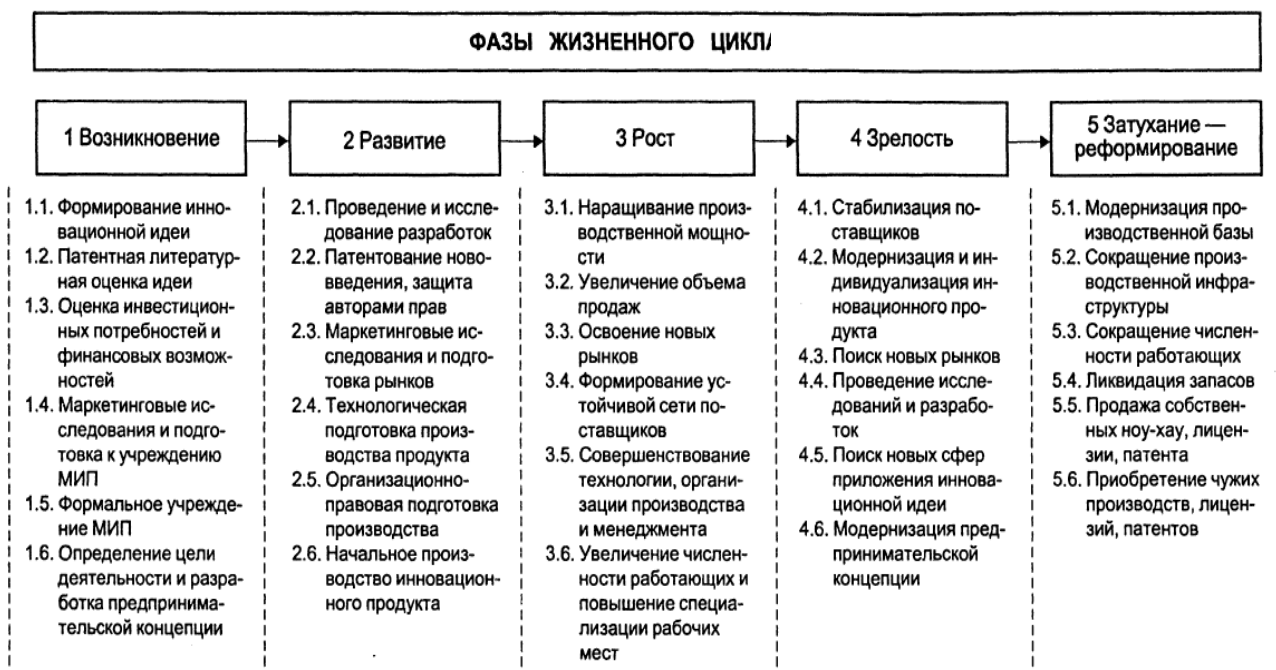 ФАЗЫ ЖИЗНЕННОГО ЦИКЛ
1 Возникновение
2 Развитие
3 Рост
4 Зрелость
5 Затухание —
реформирование
1.1. Формирование инно-
вационной идеи
1.2. Патентная литератур-
ная оценка идеи
1.3. Оценка инвестицион-
ных потребностей и
финансовых возмож-
ностей
1.4. Маркетинговые ис-
следования и подго-
товка к учреждению
МИП
1.5. Формальное учрежде-
ние МИП
1.6. Определение цели
деятельности и разра-
ботка предпринима-
тельской концепции
2.1. Проведение и иссле-
дование разработок
2.2. Патентование ново-
введения, защита
авторами прав
2.3. Маркетинговые ис-
следования и подго-
товка рынков
2.4. Технологическая
подготовка произ-
водства продукта
2.5. Организационно-
правовая подготовка
производства
2.6. Начальное произ-
водство инновацион-
ного продукта
3.1. Наращивание произ-
водственной мощно-
сти
3.2. Увеличение объема
продаж
3.3. Освоение новых
рынков
3.4. Формирование ус-
тойчивой сети по-
ставщиков
3.5. Совершенствование
технологии, органи-
зации производства
и менеджмента
3.6. Увеличение числен-
ности работающих и
повышение специа-
лизации рабочих
мест
4.1. Стабилизация по-
ставщиков
4.2. Модернизация и ин-
дивидуализация ин-
новационного про-
дукта
4.3. Поиск новых рынков
4.4. Проведение иссле-
дований и разрабо-
ток
4.5. Поиск новых сфер
приложения иннова-
ционной идеи
4.6. Модернизация пред-
принимательской
концепции
5.1. Модернизация про-
изводственной базы
5.2. Сокращение произ-
водственной инфра-
структуры
5.3. Сокращение числен-
ности работающих
5.4. Ликвидация запасов
5.5. Продажа собствен-
ных ноу-хау, лицен-
зии, патента
5.6. Приобретение чужих
производств, лицен-
зий, патентов